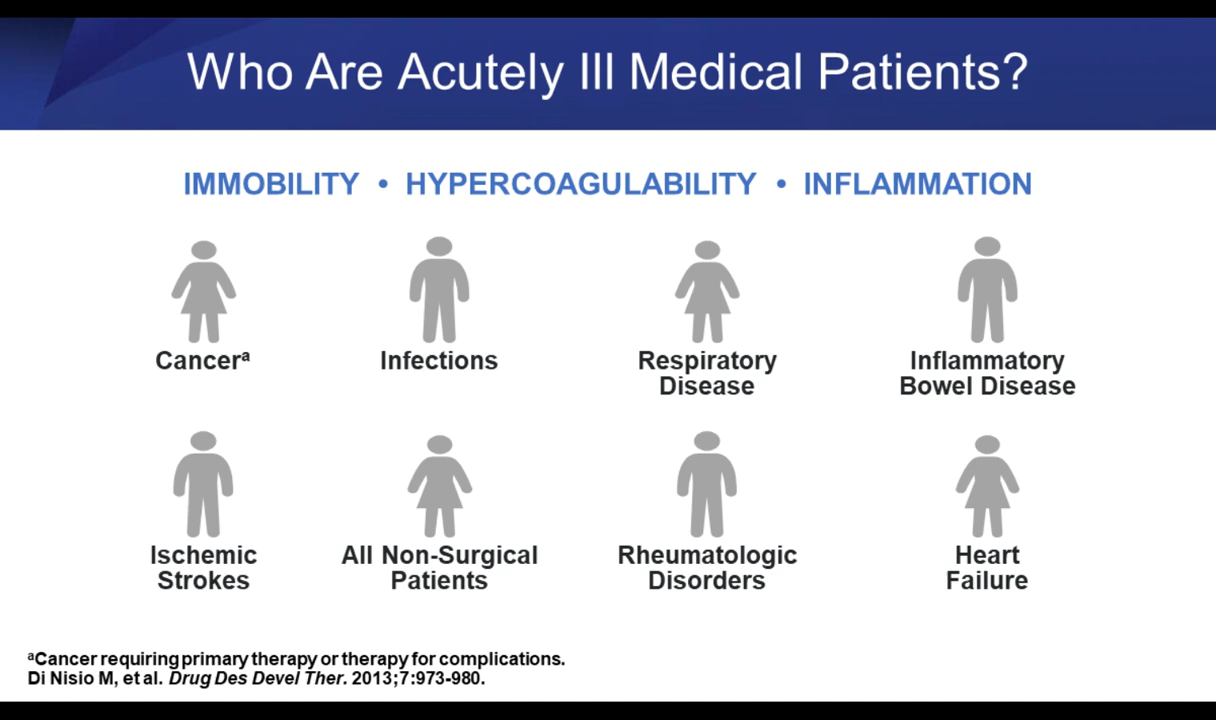 Who Are Acutely Ill Medical Patients?
IMMOBILITY • HYPERCOAGULABILITY • INFLAMMATION
Cancerᵃ
Infections
Respiratory
Disease
Inflammatory
Bowel Disease
Ischemic
Strokes
All Non-Surgical
Patients
Rheumatologic
Disorders
Heart
Failure
ᵃCancer requiring primary therapy or therapy for complications.
Di Nisio M, et al. Drug Des Devel Ther. 2013;7:973-980.